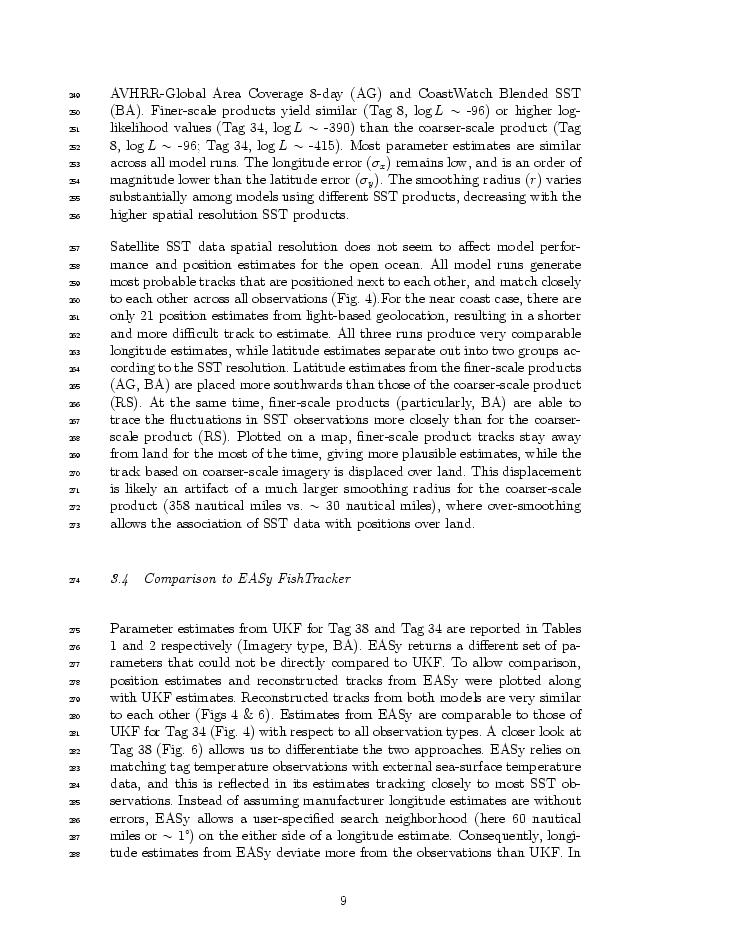 249 AVHRR-Global Area Coverage 8-day (AG) and CoastWatch Blended SST
250 (BA). Finer-scale products yield similar (Tag 8, log L ∼ -96) or higher log-
251 likelihood values (Tag 34, log L ∼ -390) than the coarser-scale product (Tag
252 8, log L ∼ -96; Tag 34, log L ∼ -415). Most parameter estimates are similar
253 across all model runs. The longitude error (σx) remains low, and is an order of
254 magnitude lower than the latitude error (σy). The smoothing radius (r) varies
255 substantially among models using different SST products, decreasing with the
256 higher spatial resolution SST products.
257 Satellite SST data spatial resolution does not seem to affect model perfor-
258 mance and position estimates for the open ocean. All model runs generate
259 most probable tracks that are positioned next to each other, and match closely
260 to each other across all observations (Fig. 4).For the near coast case, there are
261 only 21 position estimates from light-based geolocation, resulting in a shorter
262 and more difficult track to estimate. All three runs produce very comparable
263 longitude estimates, while latitude estimates separate out into two groups ac-
264 cording to the SST resolution. Latitude estimates from the finer-scale products
265 (AG, BA) are placed more southwards than those of the coarser-scale product
266 (RS). At the same time, finer-scale products (particularly, BA) are able to
267 trace the fluctuations in SST observations more closely than for the coarser-
268 scale product (RS). Plotted on a map, finer-scale product tracks stay away
269 from land for the most of the time, giving more plausible estimates, while the
270 track based on coarser-scale imagery is displaced over land. This displacement
271 is likely an artifact of a much larger smoothing radius for the coarser-scale
272 product (358 nautical miles vs. ∼ 30 nautical miles), where over-smoothing
273 allows the association of SST data with positions over land.
274 3.4 Comparison to EASy FishTracker
275 Parameter estimates from UKF for Tag 38 and Tag 34 are reported in Tables
276 1 and 2 respectively (Imagery type, BA). EASy returns a different set of pa-
277 rameters that could not be directly compared to UKF. To allow comparison,
278 position estimates and reconstructed tracks from EASy were plotted along
279 with UKF estimates. Reconstructed tracks from both models are very similar
280 to each other (Figs 4 & 6). Estimates from EASy are comparable to those of
281 UKF for Tag 34 (Fig. 4) with respect to all observation types. A closer look at
282 Tag 38 (Fig. 6) allows us to differentiate the two approaches. EASy relies on
283 matching tag temperature observations with external sea-surface temperature
284 data, and this is reflected in its estimates tracking closely to most SST ob-
285 servations. Instead of assuming manufacturer longitude estimates are without
286 errors, EASy allows a user-specified search neighborhood (here 60 nautical
287 miles or ∼ 1°) on the either side of a longitude estimate. Consequently, longi-
288 tude estimates from EASy deviate more from the observations than UKF. In
9